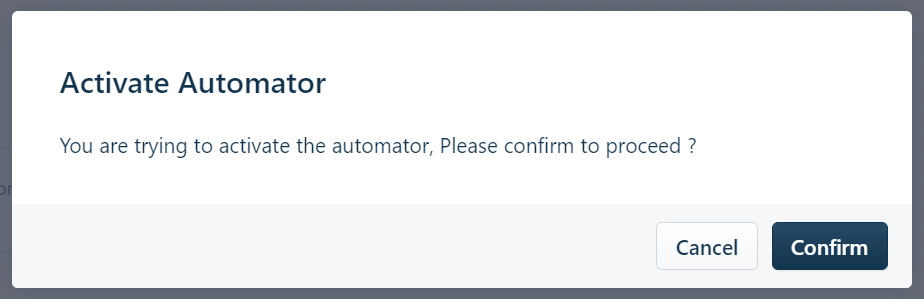 Activate Automator
You are trying to activate the automator, Please confirm to proceed ?
Cancel
Confirm